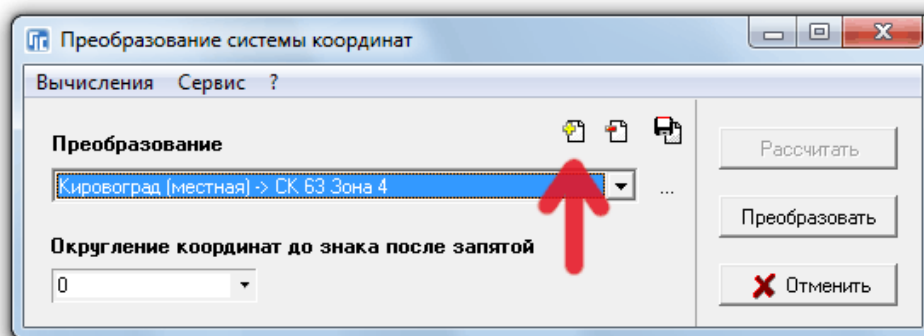 Преобразование системы координат
Вычисления Сервис ?
Преобразование
Рассчитать
Кировоград (местная) -> СК 63 Зона 4
...
Преобразовать
Округление координат до знака после запятой
0
Отменить